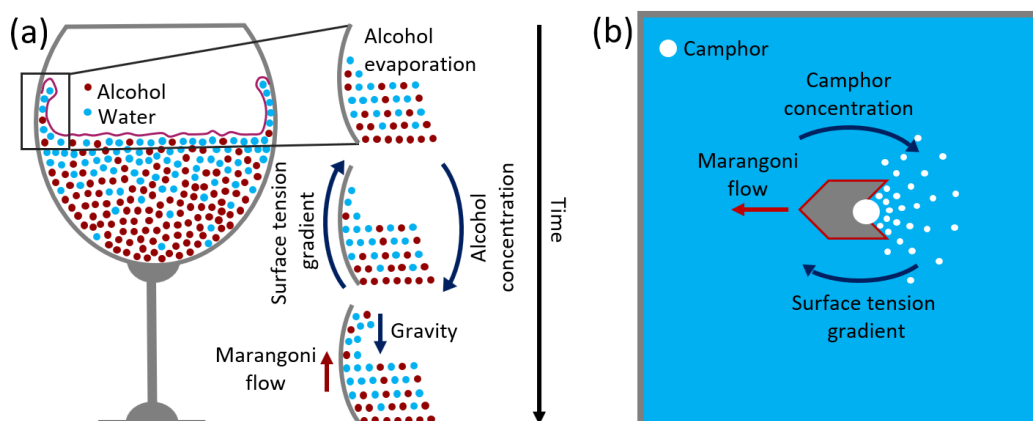 (a)
Alcohol
Water
Alcohol
evaporation
Surface tension
gradient
Alcohol
concentration
Time
Gravity
Marangoni
flow
(b)
Camphor
Camphor
concentration
Marangoni
flow
Surface tension
gradient